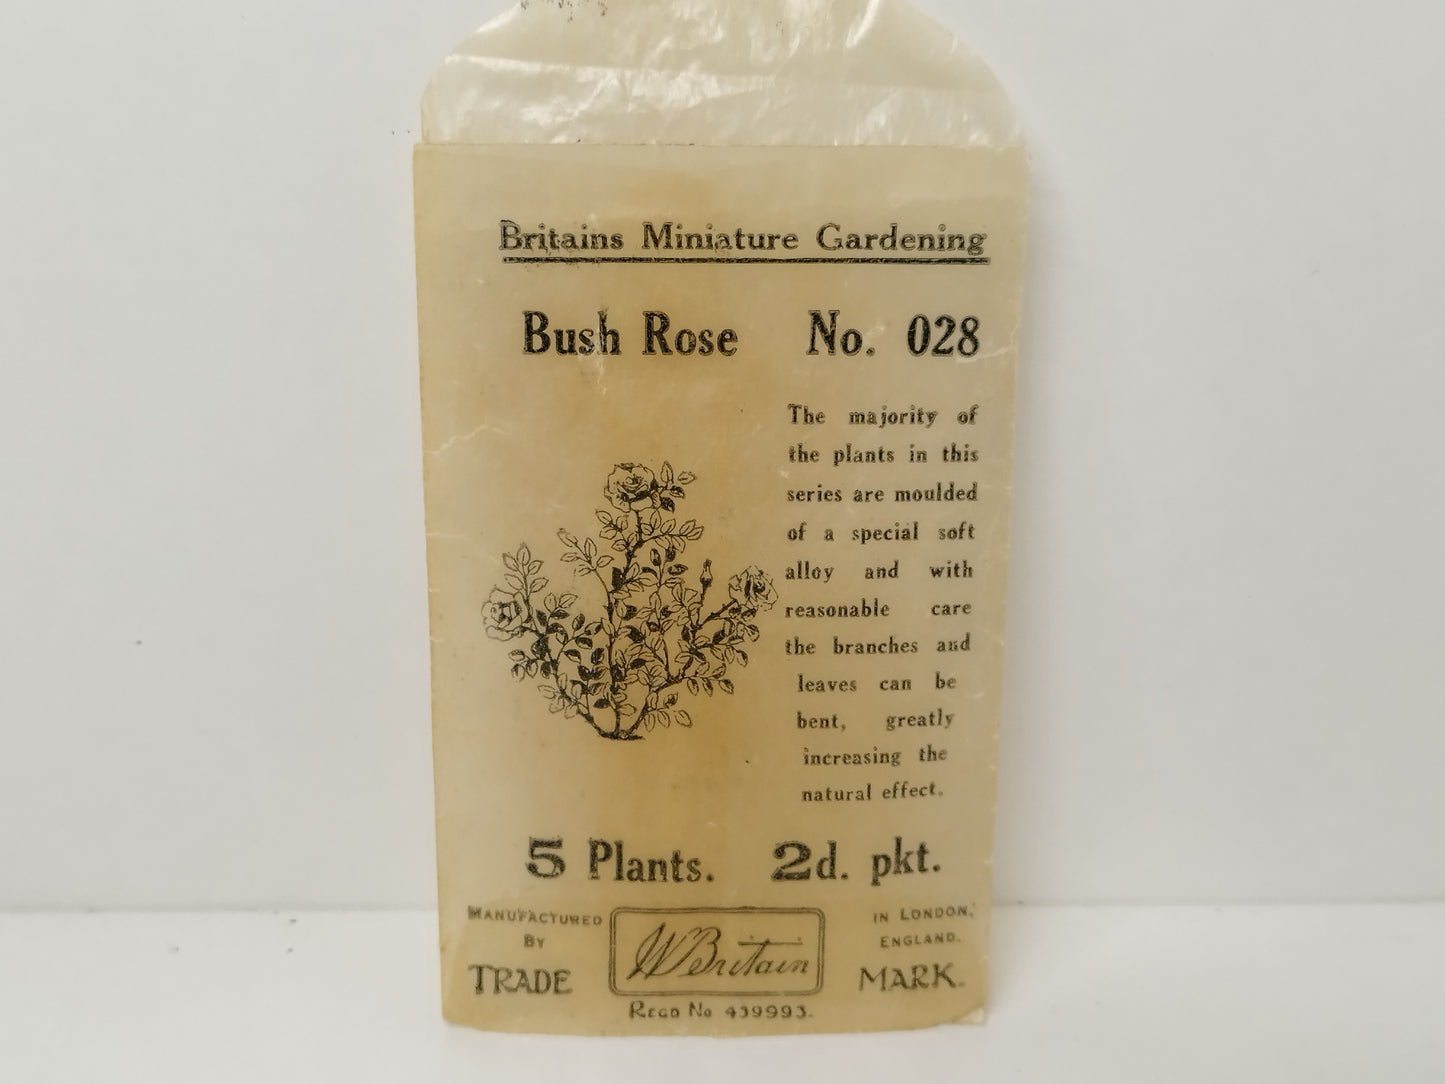 Britains Miniature Gardening
Bush Rose No. 028
The majority of
the plants in this
series are moulded
of a special soft
alloy and with
reasonable care
the branches and
leaves can be
bent, greatly
increasing the
natural effect.
5 Plants. 2d. pkt.
MANUFACTURED
BY
TRADE
WBritain
IN LONDON,
ENGLAND.
MARK.
REGD No 439993.